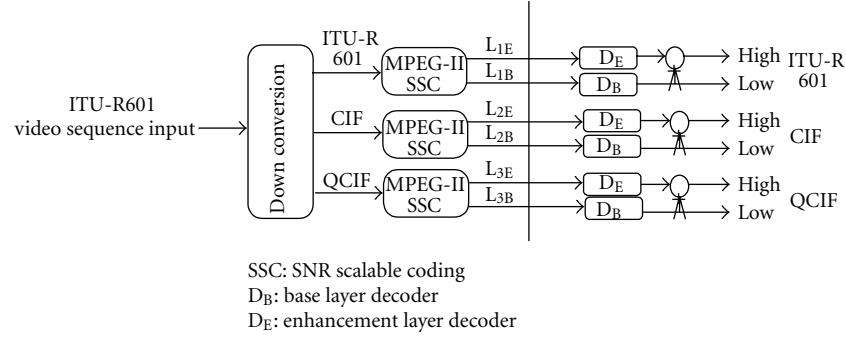 ITU-R601
video sequence input
Down conversion
ITU-R
601
MPEG-II
SSC
L1E
L1B
DE
DB
High
Low
ITU-R
601
CIF
MPEG-II
SSC
L2E
L2B
DE
DB
High
Low
CIF
QCIF
MPEG-II
SSC
L3E
L3B
DE
DB
High
Low
QCIF
SSC: SNR scalable coding
DB: base layer decoder
DE: enhancement layer decoder